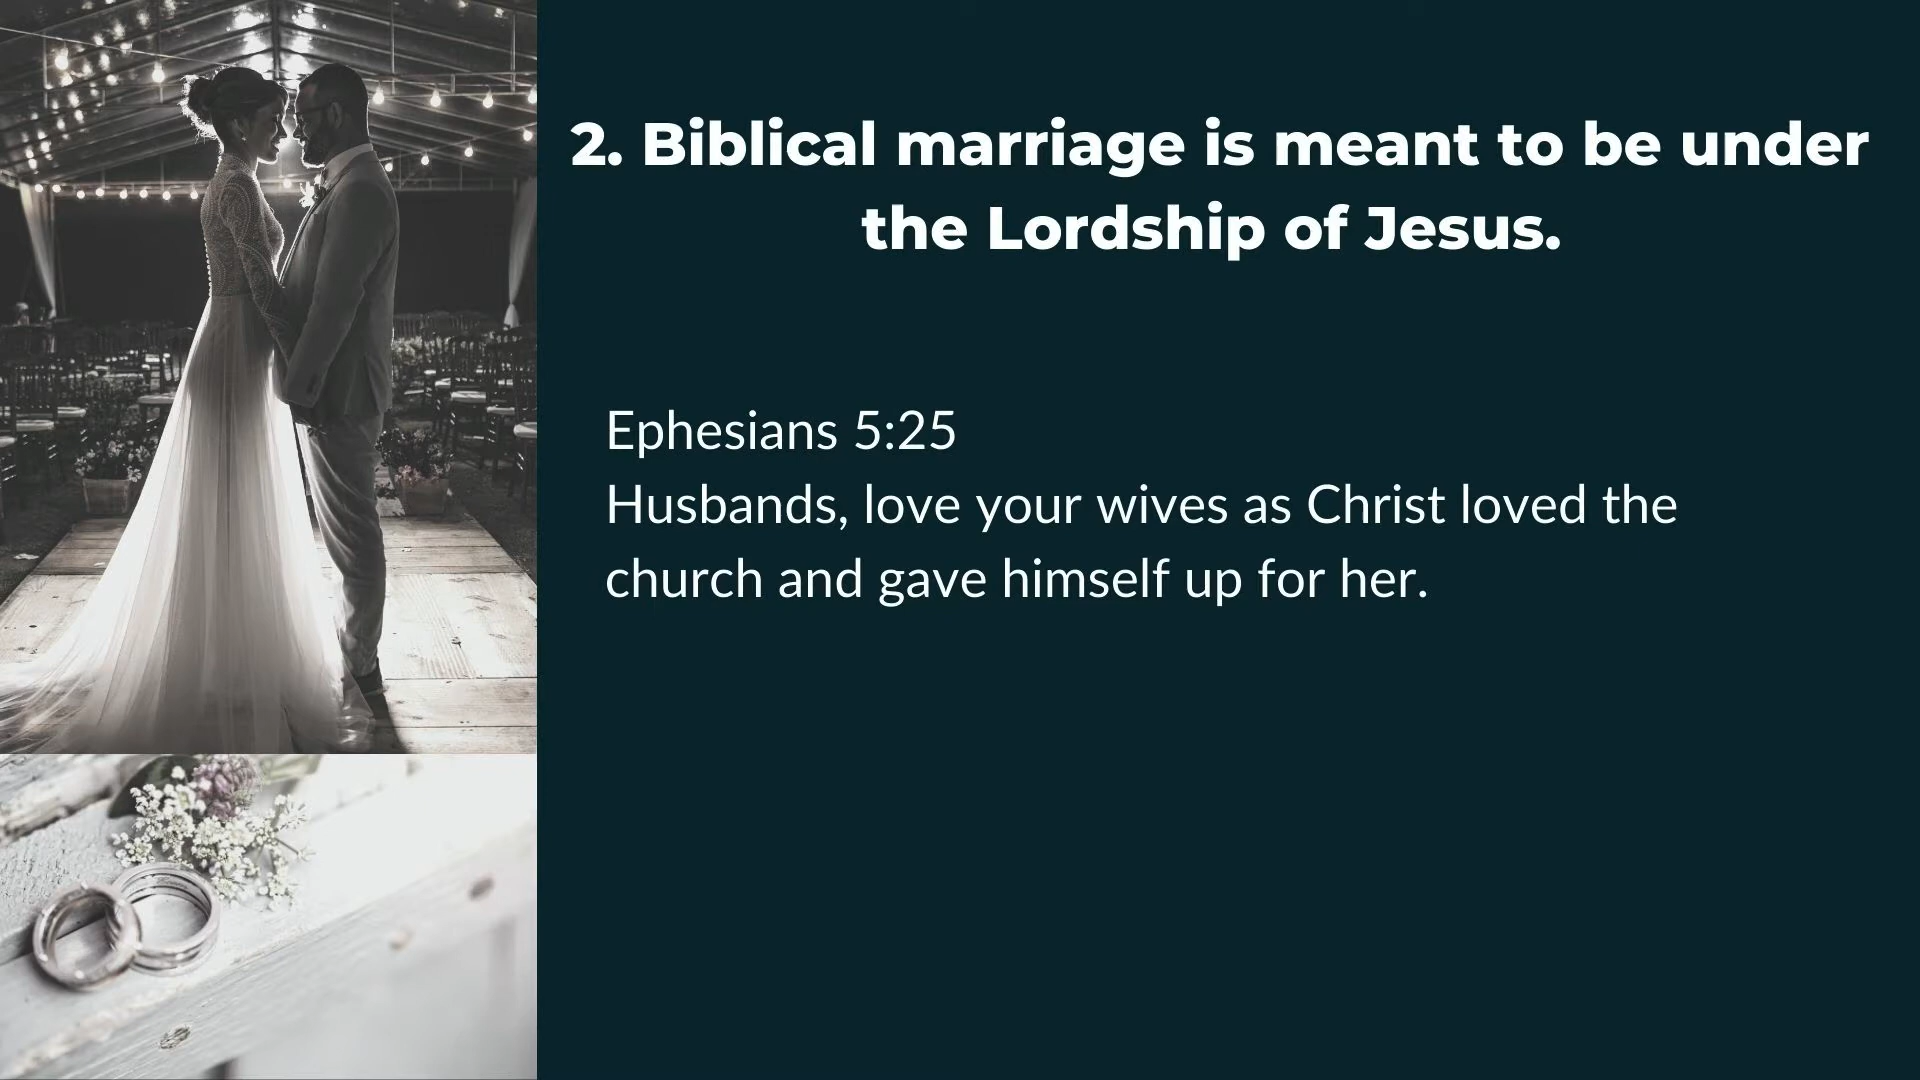 2. Biblical marriage is meant to be under
the Lordship of Jesus.
Ephesians 5:25
Husbands, love your wives as Christ loved the
church and gave himself up for her.